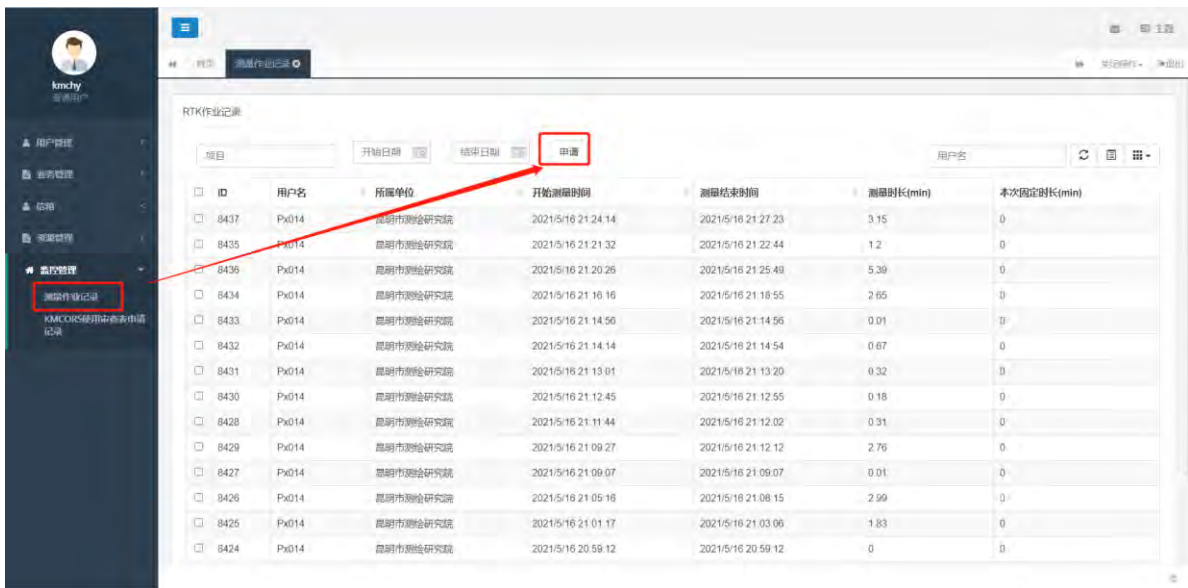 主题
kmchy
普通用户
首页 测量作业记录
关闭操作 退出
RTK作业记录
用户管理
业务管理
信箱
资源管理
监控管理
测量作业记录
KMCORS使用审查表申请
记录
项目 开始日期 结束日期 申请 用户名
ID 用户名 所属单位 开始测量时间 测量结束时间 测量时长(min) 本次固定时长(min)
8437 Px014 昆明市测绘研究院 2021/5/16 21:24:14 2021/5/16 21:27:23 3.15 0
8435 Px014 昆明市测绘研究院 2021/5/16 21:21:32 2021/5/16 21:22:44 1.2 0
8436 Px014 昆明市测绘研究院 2021/5/16 21:20:26 2021/5/16 21:25:49 5.39 0
8434 Px014 昆明市测绘研究院 2021/5/16 21:16:16 2021/5/16 21:18:55 2.65 0
8433 Px014 昆明市测绘研究院 2021/5/16 21:14:56 2021/5/16 21:14:56 0.01 0
8432 Px014 昆明市测绘研究院 2021/5/16 21:14:14 2021/5/16 21:14:54 0.67 0
8431 Px014 昆明市测绘研究院 2021/5/16 21:13:01 2021/5/16 21:13:20 0.32 0
8430 Px014 昆明市测绘研究院 2021/5/16 21:12:45 2021/5/16 21:12:55 0.18 0
8428 Px014 昆明市测绘研究院 2021/5/16 21:11:44 2021/5/16 21:12:02 0.31 0
8429 Px014 昆明市测绘研究院 2021/5/16 21:09:27 2021/5/16 21:12:12 2.76 0
8427 Px014 昆明市测绘研究院 2021/5/16 21:09:07 2021/5/16 21:09:07 0.01 0
8426 Px014 昆明市测绘研究院 2021/5/16 21:05:16 2021/5/16 21:08:15 2.99 0
8425 Px014 昆明市测绘研究院 2021/5/16 21:01:17 2021/5/16 21:03:06 1.83 0
8424 Px014 昆明市测绘研究院 2021/5/16 20:59:12 2021/5/16 20:59:12 0 0